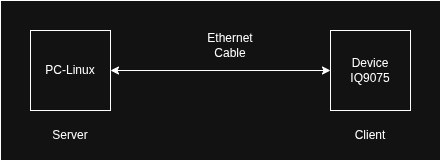 Ethernet
Cable
PC-Linux
Device
IQ9075
Server
Client